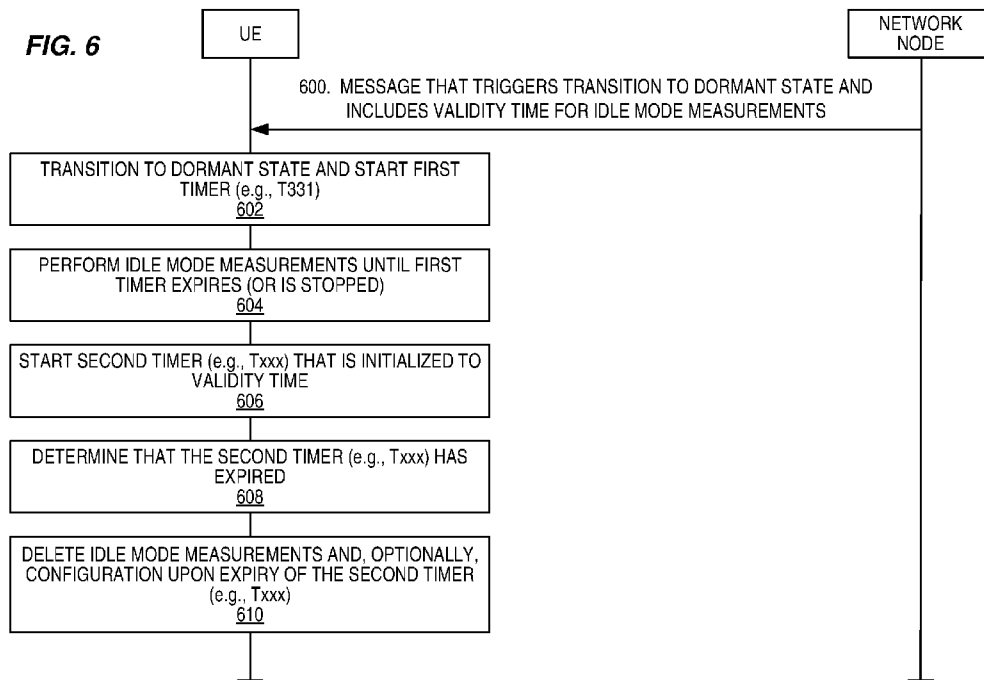 FIG. 6
UE
NETWORK
NODE
600. MESSAGE THAT TRIGGERS TRANSITION TO DORMANT STATE AND
INCLUDES VALIDITY TIME FOR IDLE MODE MEASUREMENTS
TRANSITION TO DORMANT STATE AND START FIRST
TIMER (e.g., T331)
602
PERFORM IDLE MODE MEASUREMENTS UNTIL FIRST
TIMER EXPIRES (OR IS STOPPED)
604
START SECOND TIMER (e.g., Txxx) THAT IS INITIALIZED TO
VALIDITY TIME
606
DETERMINE THAT THE SECOND TIMER (e.g., Txxx) HAS
EXPIRED
608
DELETE IDLE MODE MEASUREMENTS AND, OPTIONALLY,
CONFIGURATION UPON EXPIRY OF THE SECOND TIMER
(e.g., Txxx)
610